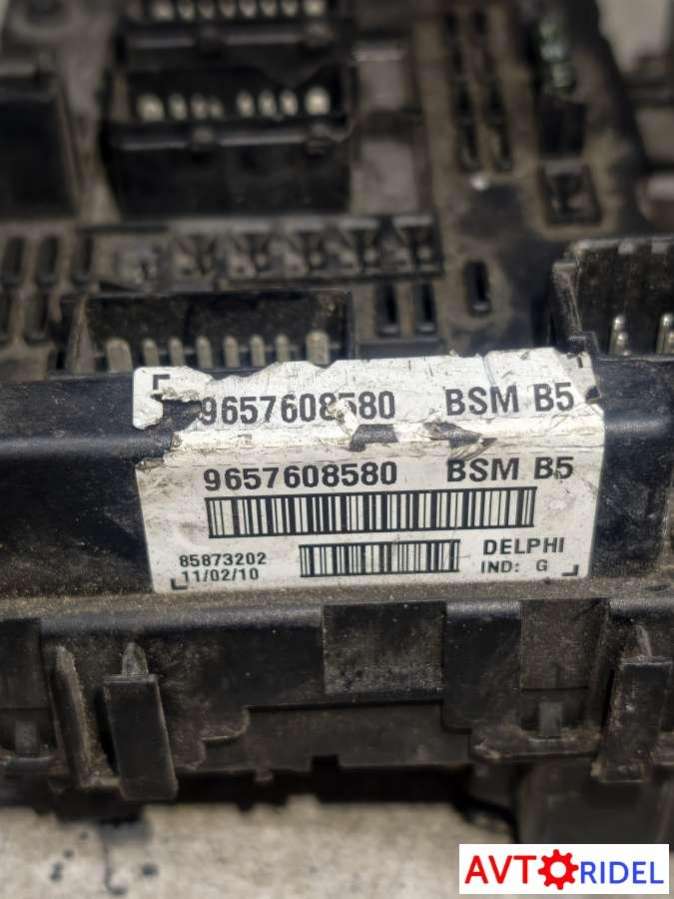 9657608580 BSM B5
9657608580 BSM B5
85873202 DELPHI
11/02/10 IND: G
AVTORIDEL